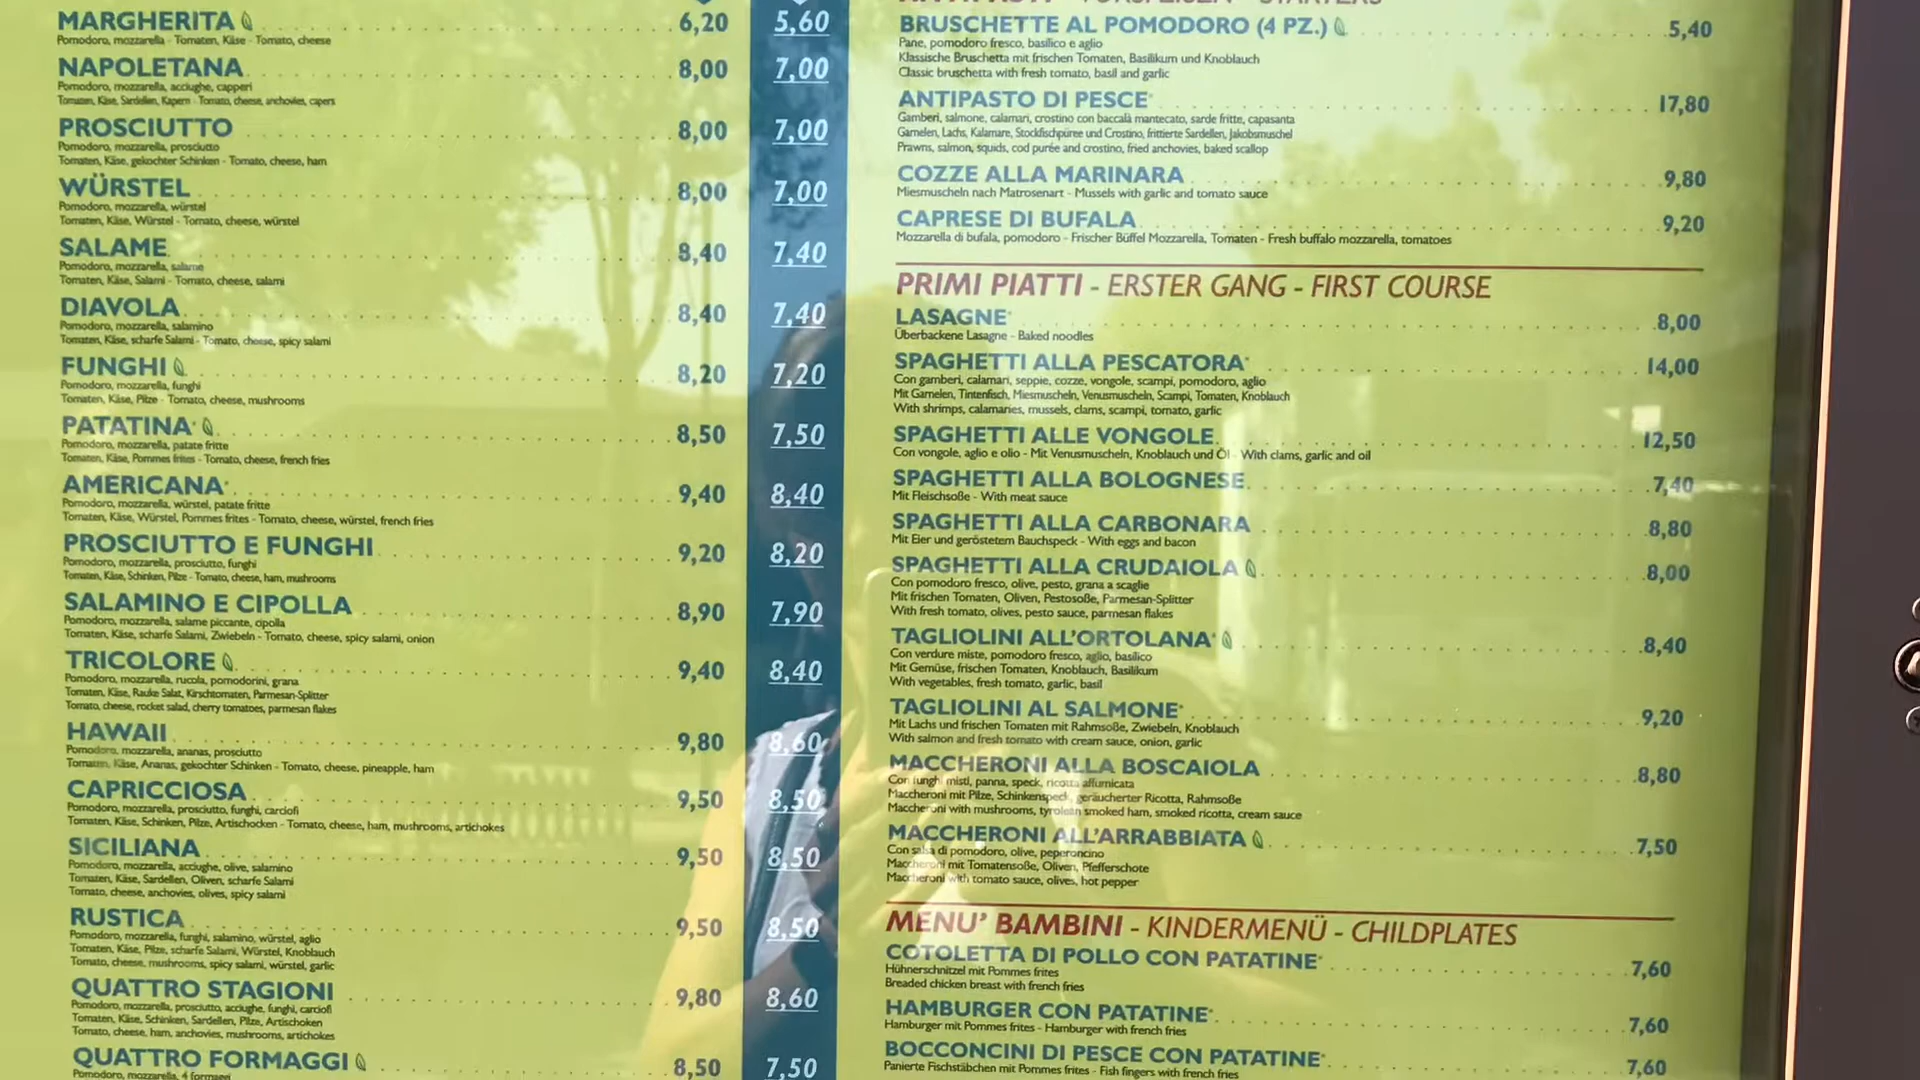 MARGHERITA 6,20 5,60
Pomodoro, mozzarella - Tomaten, Käse - Tomato, cheese
NAPOLETANA 8,00 7,00
Pomodoro, mozzarella, acciughe, capperi
Tomaten, Käse, Sardellen, Kapern - Tomato, cheese, anchovies, capers
PROSCIUTTO 8,00 7,00
Pomodoro, mozzarella, prosciutto
Tomaten, Käse, gekochter Schinken - Tomato, cheese, ham
WÜRSTEL 8,00 7,00
Pomodoro, mozzarella, würstel
Tomaten, Käse, Würstel - Tomato, cheese, würstel
SALAME 8,40 7,40
Pomodoro, mozzarella, salame
Tomaten, Käse, Salami - Tomato, cheese, salami
DIAVOLA 8,40 7,40
Pomodoro, mozzarella, salamino
Tomaten, Käse, scharfe Salami - Tomato, cheese, spicy salami
FUNGHI 8,20 7,20
Pomodoro, mozzarella, funghi
Tomaten, Käse, Pilze - Tomato, cheese, mushrooms
PATATINA* 8,50 7,50
Pomodoro, mozzarella, patate fritte
Tomaten, Käse, Pommes frites - Tomato, cheese, french fries
AMERICANA* 9,40 8,40
Pomodoro, mozzarella, würstel, patate fritte
Tomaten, Käse, Würstel, Pommes frites - Tomato, cheese, würstel, french fries
PROSCIUTTO E FUNGHI 9,20 8,20
Pomodoro, mozzarella, prosciutto, funghi
Tomaten, Käse, Schinken, Pilze - Tomato, cheese, ham, mushrooms
SALAMINO E CIPOLLA 8,90 7,90
Pomodoro, mozzarella, salame piccante, cipolla
Tomaten, Käse, scharfe Salami, Zwiebeln - Tomato, cheese, spicy salami, onion
TRICOLORE 9,40 8,40
Pomodoro, mozzarella, rucola, pomodorini, grana
Tomaten, Käse, Rauke Salat, Kirschtomaten, Parmesan-Splitter
Tomato, cheese, rocket salad, cherry tomatoes, parmesan flakes
HAWAII 9,80 8,60
Pomodoro, mozzarella, ananas, prosciutto
Tomaten, Käse, Ananas, gekochter Schinken - Tomato, cheese, pineapple, ham
CAPRICCIOSA 9,50 8,50
Pomodoro, mozzarella, prosciutto, funghi, carciofi
Tomaten, Käse, Schinken, Pilze, Artischocken - Tomato, cheese, ham, mushrooms, artichokes
SICILIANA 9,50 8,50
Pomodoro, mozzarella, acciughe, olive, salamino
Tomaten, Käse, Sardellen, Oliven, scharfe Salami
Tomato, cheese, anchovies, olives, spicy salami
RUSTICA 9,50 8,50
Pomodoro, mozzarella, funghi, salamino, würstel, aglio
Tomaten, Käse, Pilze, scharfe Salami, Würstel, Knoblauch
Tomato, cheese, mushrooms, spicy salami, würstel, garlic
QUATTRO STAGIONI 9,80 8,60
Pomodoro, mozzarella, prosciutto, acciughe, funghi, carciofi
Tomaten, Käse, Schinken, Sardellen, Pilze, Artischoken
Tomato, cheese, ham, anchovies, mushrooms, artichokes
QUATTRO FORMAGGI 8,50 7,50
Pomodoro, mozzarella, 4 formaggi
BRUSCHETTE AL POMODORO (4 PZ.) 5,40
Pane, pomodoro fresco, basilico e aglio
Klassische Bruschetta mit frischen Tomaten, Basilikum und Knoblauch
Classic bruschetta with fresh tomato, basil and garlic
ANTIPASTO DI PESCE* 17,80
Gamberi, salmone, calamari, crostino con baccalà mantecato, sarde fritte, capasanta
Garnelen, Lachs, Kalamare, Stockfischpüree und Crostino, frittierte Sardellen, Jakobsmuschel
Prawns, salmon, squids, cod purée and crostino, fried anchovies, baked scallop
COZZE ALLA MARINARA 9,80
Miesmuscheln nach Matrosenart - Mussels with garlic and tomato sauce
CAPRESE DI BUFALA 9,20
Mozzarella di bufala, pomodoro - Frischer Büffel Mozzarella, Tomaten - Fresh buffalo mozzarella, tomatoes
PRIMI PIATTI - ERSTER GANG - FIRST COURSE
LASAGNE* 8,00
Überbackene Lasagne - Baked noodles
SPAGHETTI ALLA PESCATORA* 14,00
Con gamberi, calamari, seppie, cozze, vongole, scampi, pomodoro, aglio
Mit Garnelen, Tintenfisch, Miesmuscheln, Venusmuscheln, Scampi, Tomaten, Knoblauch
With shrimps, calamaries, mussels, clams, scampi, tomato, garlic
SPAGHETTI ALLE VONGOLE 12,50
Con vongole, aglio e olio - Mit Venusmuscheln, Knoblauch und Öl - With clams, garlic and oil
SPAGHETTI ALLA BOLOGNESE 7,40
Mit Fleischsoße - With meat sauce
SPAGHETTI ALLA CARBONARA 8,80
Mit Eier und geröstetem Bauchspeck - With eggs and bacon
SPAGHETTI ALLA CRUDAIOLA 8,00
Con pomodoro fresco, olive, pesto, grana a scaglie
Mit frischen Tomaten, Oliven, Pestosoße, Parmesan-Splitter
With fresh tomato, olives, pesto sauce, parmesan flakes
TAGLIOLINI ALL'ORTOLANA* 8,40
Con verdure miste, pomodoro fresco, aglio, basilico
Mit Gemüse, frischen Tomaten, Knoblauch, Basilikum
With vegetables, fresh tomato, garlic, basil
TAGLIOLINI AL SALMONE* 9,20
Mit Lachs und frischen Tomaten mit Rahmsoße, Zwiebeln, Knoblauch
With salmon and fresh tomato with cream sauce, onion, garlic
MACCHERONI ALLA BOSCAIOLA 8,80
Con funghi misti, panna, speck, ricotta affumicata
Maccheroni mit Pilze, Schinkenspeck, geräucherter Ricotta, Rahmsoße
Maccheroni with mushrooms, tyrolean smoked ham, smoked ricotta, cream sauce
MACCHERONI ALL'ARRABBIATA 7,50
Con salsa di pomodoro, olive, peperoncino
Maccheroni mit Tomatensoße, Oliven, Pfefferschote
Maccheroni with tomato sauce, olives, hot pepper
MENU' BAMBINI - KINDERMENÜ - CHILDPLATES
COTOLETTA DI POLLO CON PATATINE* 7,60
Hühnerschnitzel mit Pommes frites
Breaded chicken breast with french fries
HAMBURGER CON PATATINE* 7,60
Hamburger mit Pommes frites - Hamburger with french fries
BOCCONCINI DI PESCE CON PATATINE* 7,60
Panierte Fischstäbchen mit Pommes frites - Fish fingers with french fries